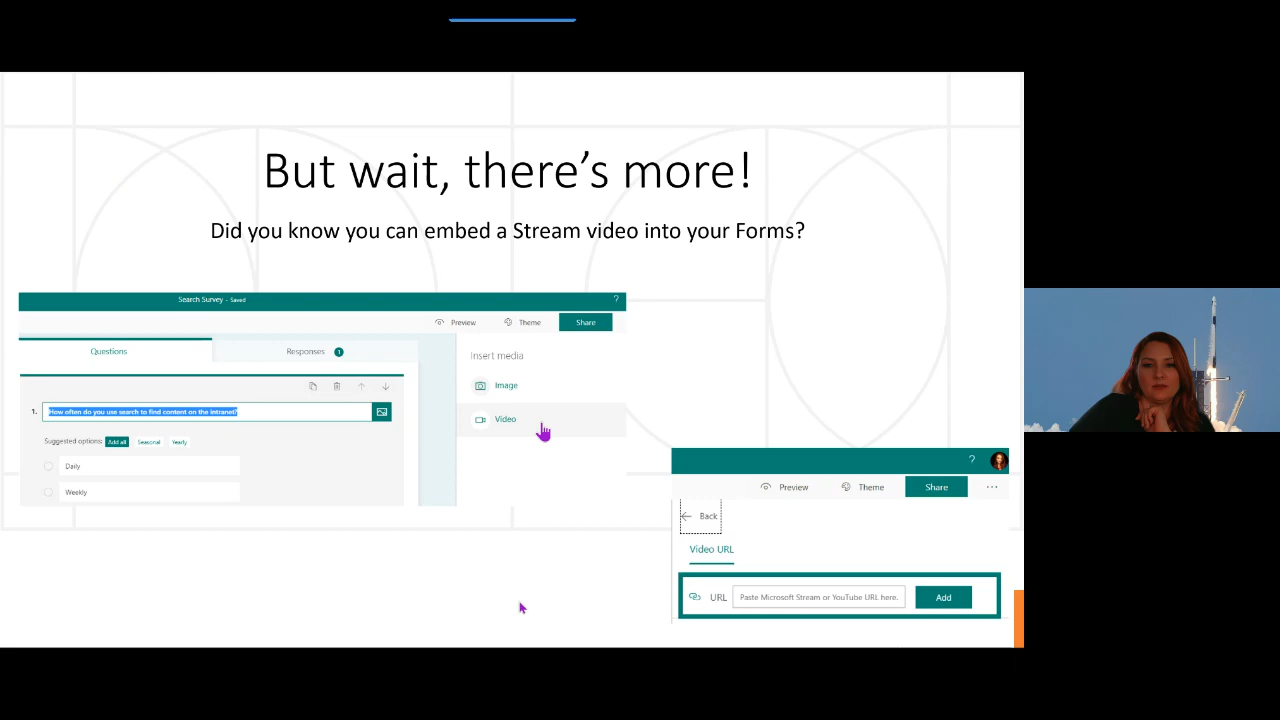 But wait, there's more!
Did you know you can embed a Stream video into your Forms?
Search Survey - Saved
?
Preview
Theme
Share
Questions
Responses 1
Insert media
Image
1. How often do you use search to find content on the intranet?
Video
Suggested options: Add all Seasonal Yearly
Daily
Weekly
?
Preview
Theme
Share
...
Back
Video URL
URL Paste Microsoft Stream or YouTube URL here. Add